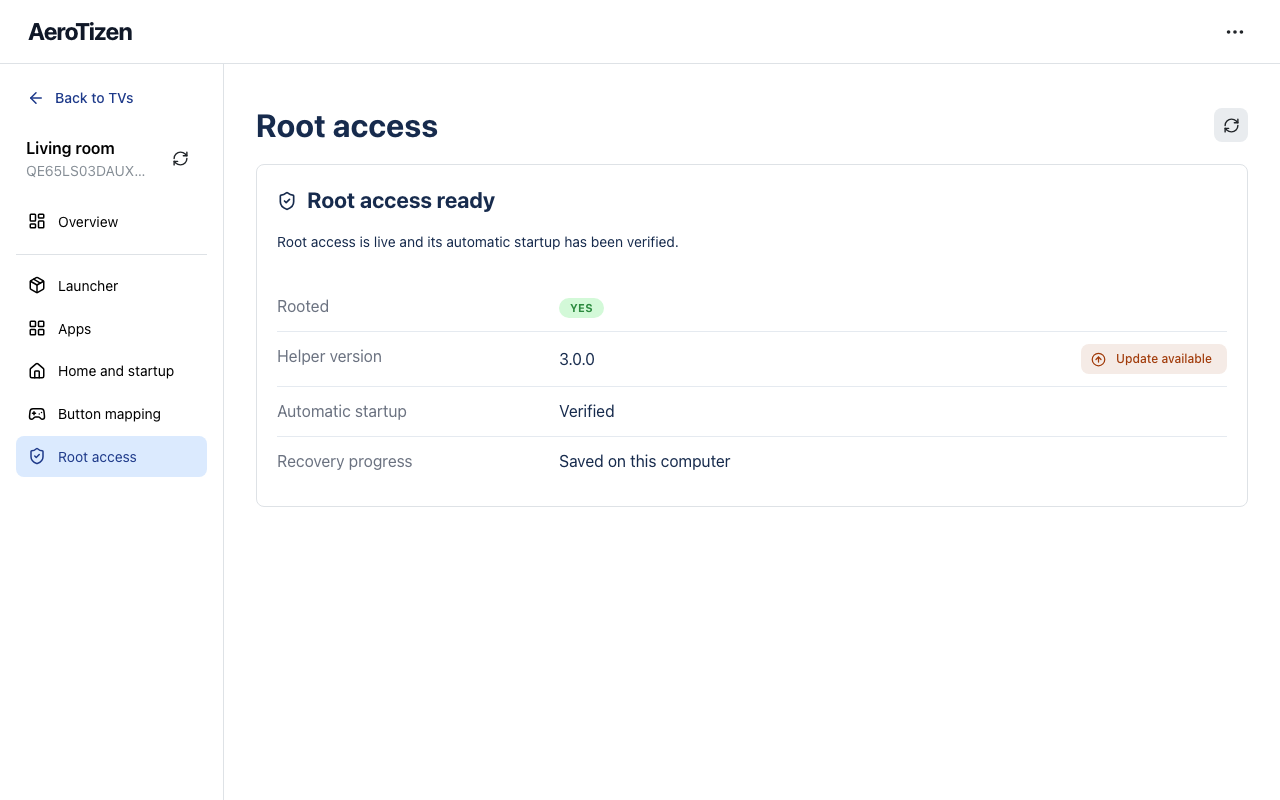 AeroTizen
Back to TVs
Living room
QE65LS03DAUX...
Overview
Launcher
Apps
Home and startup
Button mapping
Root access
Root access
Root access ready
Root access is live and its automatic startup has been verified.
Rooted YES
Helper version 3.0.0 Update available
Automatic startup Verified
Recovery progress Saved on this computer